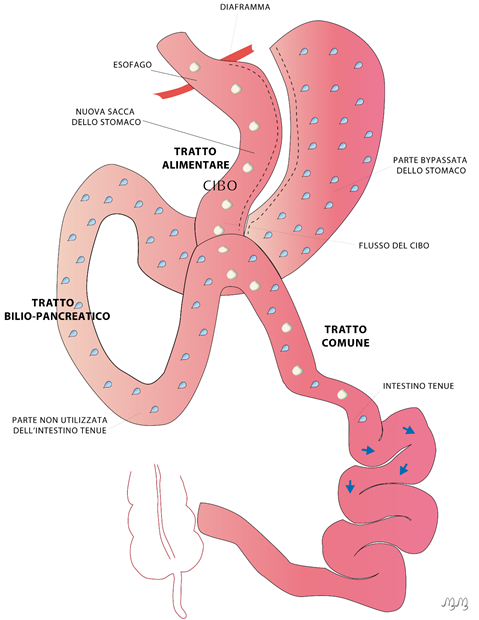 DIAFRAMMA
ESOFAGO
NUOVA SACCA
DELLO STOMACO
TRATTO
ALIMENTARE
CIBO
PARTE BYPASSATA
DELLO STOMACO
FLUSSO DEL CIBO
TRATTO
BILIO-PANCREATICO
TRATTO
COMUNE
INTESTINO TENUE
PARTE NON UTILIZZATA
DELL'INTESTINO TENUE